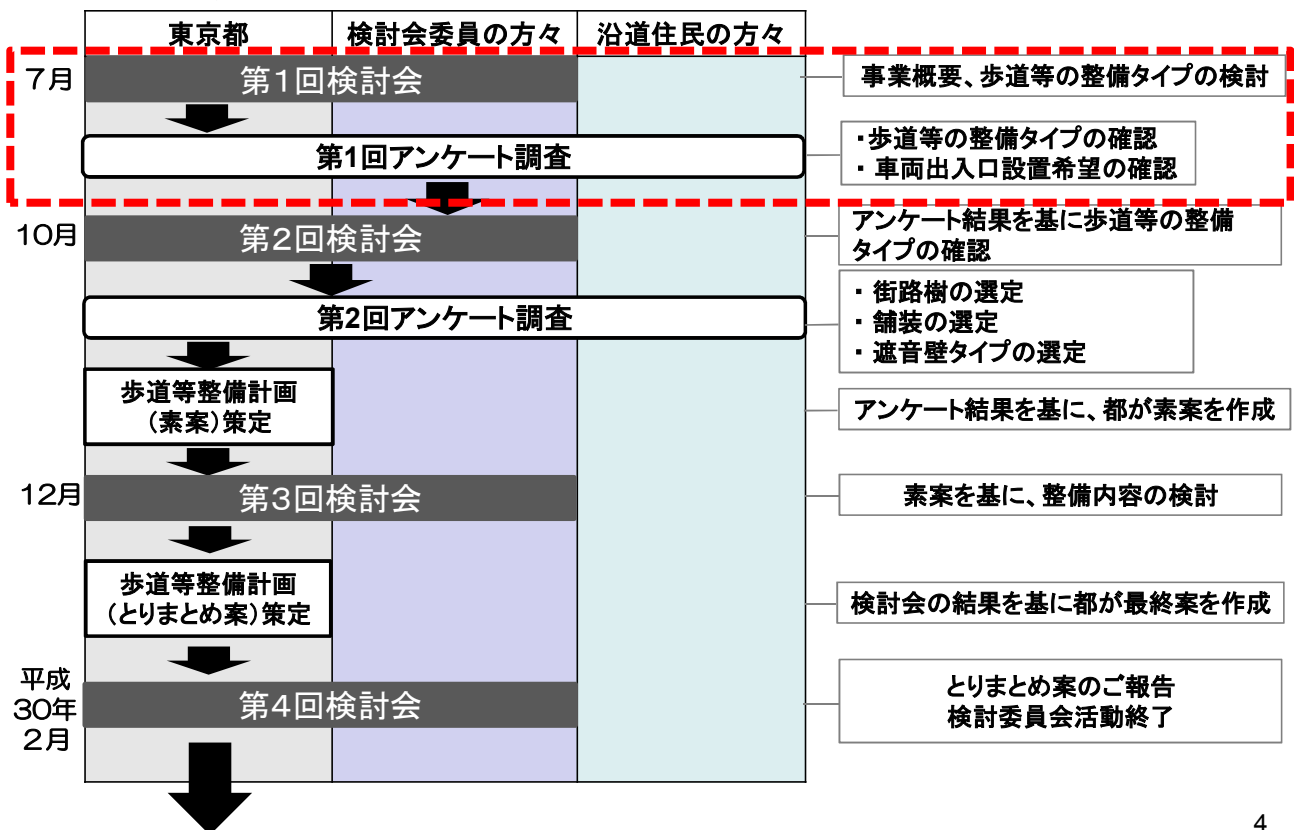 東京都
検討会委員の方々
沿道住民の方々
7月
第1回検討会
事業概要、歩道等の整備タイプの検討
第1回アンケート調査
・歩道等の整備タイプの確認
・車両出入口設置希望の確認
10月
第2回検討会
アンケート結果を基に歩道等の整備
タイプの確認
第2回アンケート調査
・街路樹の選定
・舗装の選定
・遮音壁タイプの選定
歩道等整備計画
(素案)策定
アンケート結果を基に、都が素案を作成
12月
第3回検討会
素案を基に、整備内容の検討
歩道等整備計画
(とりまとめ案)策定
検討会の結果を基に都が最終案を作成
平成
30年
2月
第4回検討会
とりまとめ案のご報告
検討委員会活動終了
4